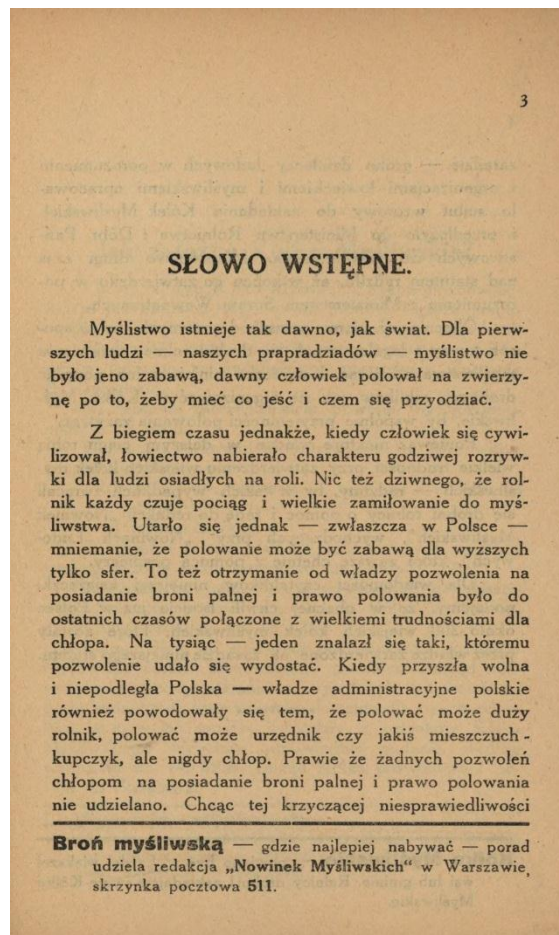 3
SŁOWO WSTĘPNE.
Myślistwo istnieje tak dawno, jak świat. Dla pierw-
szych ludzi — naszych prapradziadów — myślistwo nie
było jeno zabawą, dawny człowiek polował na zwierzy-
nę po to, żeby mieć co jeść i czem się przyodziać.
Z biegiem czasu jednakże, kiedy człowiek się cywi-
lizował, łowiectwo nabierało charakteru godziwej rozryw-
ki dla ludzi osiadłych na roli. Nic też dziwnego, że rol-
nik każdy czuje pociąg i wielkie zamiłowanie do myś-
liwstwa. Utarło się jednak — zwłaszcza w Polsce —
mniemanie, że polowanie może być zabawą dla wyższych
tylko sfer. To też otrzymanie od władzy pozwolenia na
posiadanie broni palnej i prawo polowania było do
ostatnich czasów połączone z wielkiemi trudnościami dla
chłopa. Na tysiąc — jeden znalazł się taki, któremu
pozwolenie udało się wydostać. Kiedy przyszła wolna
i niepodległa Polska — władze administracyjne polskie
również powodowały się tem, że polować może duży
rolnik, polować może urzędnik czy jakiś mieszczuch -
kupczyk, ale nigdy chłop. Prawie że żadnych pozwoleń
chłopom na posiadanie broni palnej i prawo polowania
nie udzielano. Chcąc tej krzyczącej niesprawiedliwości
Broń myśliwską — gdzie najlepiej nabywać — porad
udziela redakcja „Nowinek Myśliwskich" w Warszawie,
skrzynka pocztowa 511.